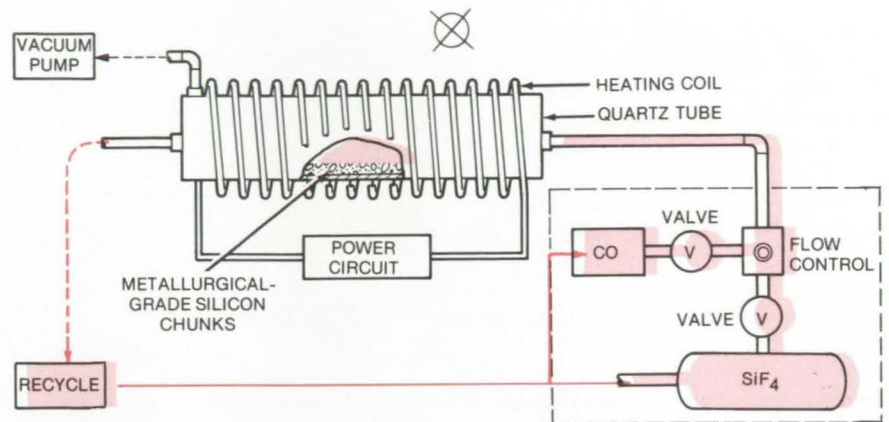 VACUUM
PUMP
HEATING COIL
QUARTZ TUBE
VALVE
CO
V
FLOW
CONTROL
POWER
CIRCUIT
METALLURGICAL-
GRADE SILICON
CHUNKS
VALVE
V
RECYCLE
SiF4